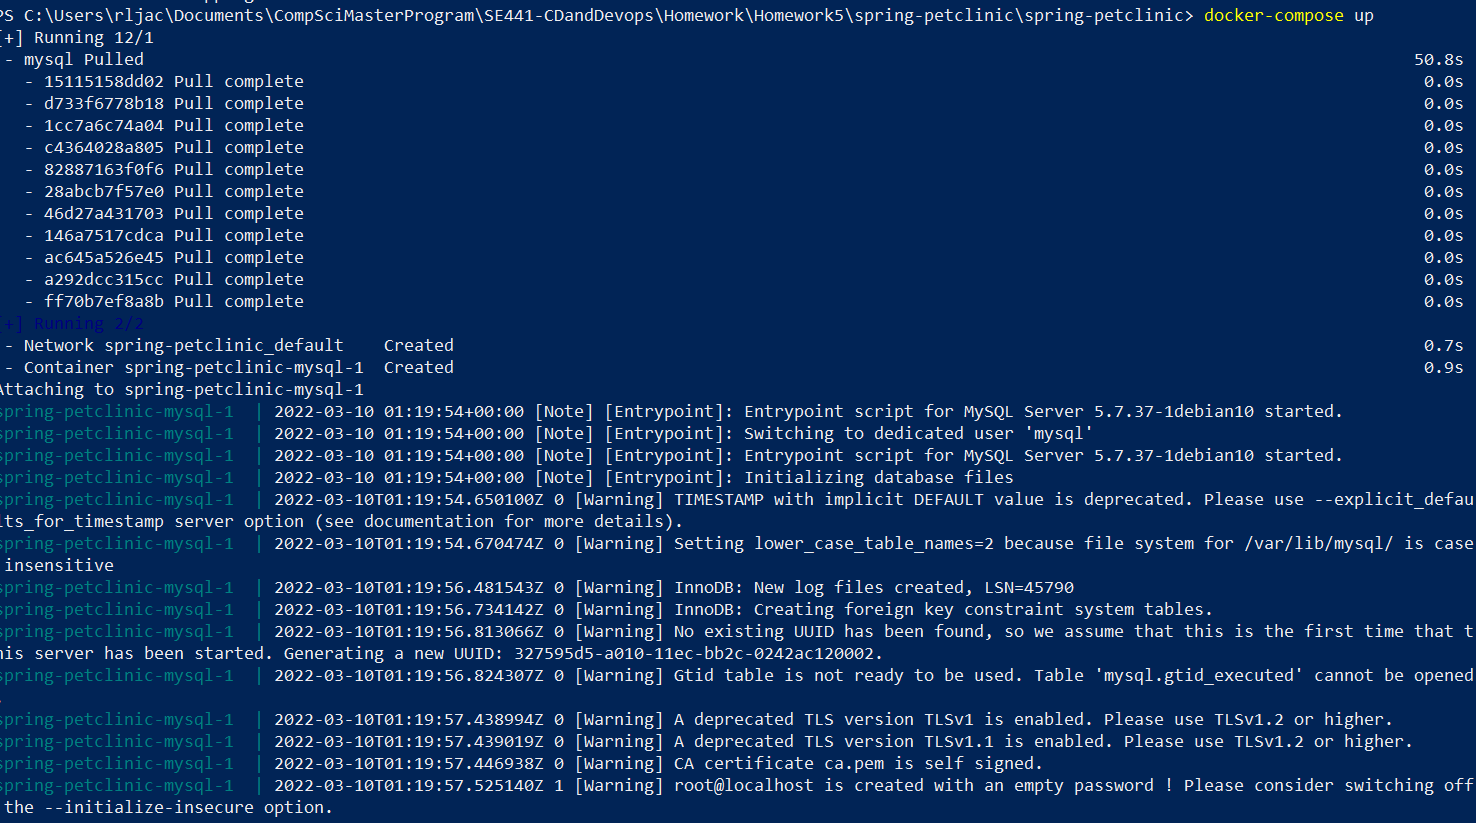 PS C:\Users\rljac\Documents\CompSciMasterProgram\SE441-CDandDevops\Homework\Homework5\spring-petclinic\spring-petclinic> docker-compose up
[+] Running 12/1
- mysql Pulled 50.8s
- 15115158dd02 Pull complete 0.0s
- d733f6778b18 Pull complete 0.0s
- 1cc7a6c74a04 Pull complete 0.0s
- c4364028a805 Pull complete 0.0s
- 82887163f0f6 Pull complete 0.0s
- 28abcb7f57e0 Pull complete 0.0s
- 46d27a431703 Pull complete 0.0s
- 146a7517cdca Pull complete 0.0s
- ac645a526e45 Pull complete 0.0s
- a292dcc315cc Pull complete 0.0s
- ff70b7ef8a8b Pull complete 0.0s
[+] Running 2/2
- Network spring-petclinic_default Created 0.7s
- Container spring-petclinic-mysql-1 Created 0.9s
Attaching to spring-petclinic-mysql-1
spring-petclinic-mysql-1 | 2022-03-10 01:19:54+00:00 [Note] [Entrypoint]: Entrypoint script for MySQL Server 5.7.37-1debian10 started.
spring-petclinic-mysql-1 | 2022-03-10 01:19:54+00:00 [Note] [Entrypoint]: Switching to dedicated user 'mysql'
spring-petclinic-mysql-1 | 2022-03-10 01:19:54+00:00 [Note] [Entrypoint]: Entrypoint script for MySQL Server 5.7.37-1debian10 started.
spring-petclinic-mysql-1 | 2022-03-10 01:19:54+00:00 [Note] [Entrypoint]: Initializing database files
spring-petclinic-mysql-1 | 2022-03-10T01:19:54.650100Z 0 [Warning] TIMESTAMP with implicit DEFAULT value is deprecated. Please use --explicit_defau
lts_for_timestamp server option (see documentation for more details).
spring-petclinic-mysql-1 | 2022-03-10T01:19:54.670474Z 0 [Warning] Setting lower_case_table_names=2 because file system for /var/lib/mysql/ is case
insensitive
spring-petclinic-mysql-1 | 2022-03-10T01:19:56.481543Z 0 [Warning] InnoDB: New log files created, LSN=45790
spring-petclinic-mysql-1 | 2022-03-10T01:19:56.734142Z 0 [Warning] InnoDB: Creating foreign key constraint system tables.
spring-petclinic-mysql-1 | 2022-03-10T01:19:56.813066Z 0 [Warning] No existing UUID has been found, so we assume that this is the first time that t
his server has been started. Generating a new UUID: 327595d5-a010-11ec-bb2c-0242ac120002.
spring-petclinic-mysql-1 | 2022-03-10T01:19:56.824307Z 0 [Warning] Gtid table is not ready to be used. Table 'mysql.gtid_executed' cannot be opened
.
spring-petclinic-mysql-1 | 2022-03-10T01:19:57.438994Z 0 [Warning] A deprecated TLS version TLSv1 is enabled. Please use TLSv1.2 or higher.
spring-petclinic-mysql-1 | 2022-03-10T01:19:57.439019Z 0 [Warning] A deprecated TLS version TLSv1.1 is enabled. Please use TLSv1.2 or higher.
spring-petclinic-mysql-1 | 2022-03-10T01:19:57.446938Z 0 [Warning] CA certificate ca.pem is self signed.
spring-petclinic-mysql-1 | 2022-03-10T01:19:57.525140Z 1 [Warning] root@localhost is created with an empty password ! Please consider switching off
the --initialize-insecure option.